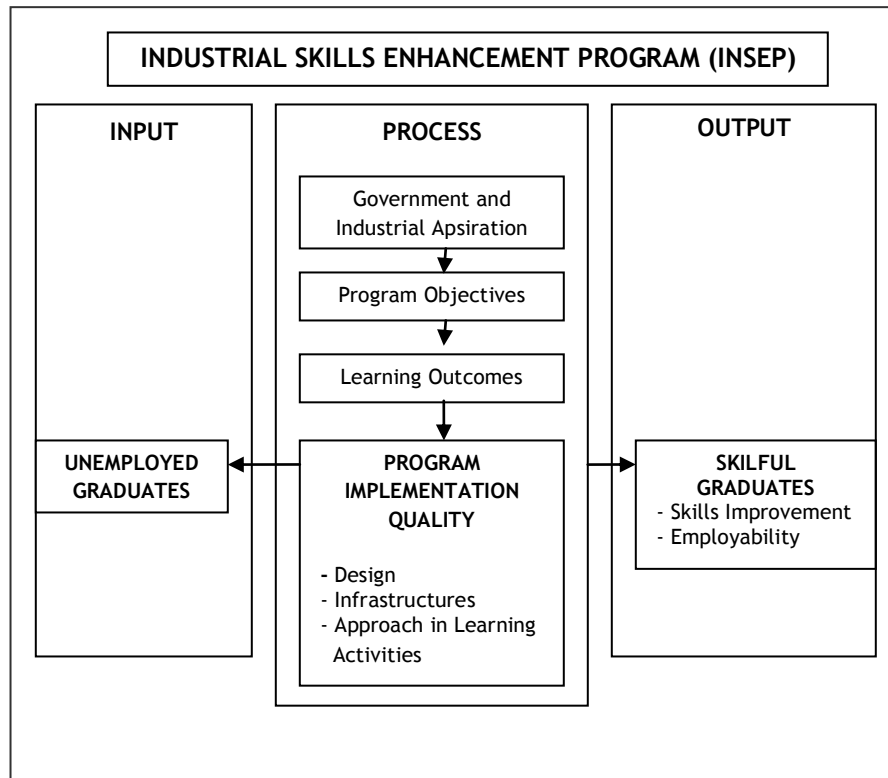 INDUSTRIAL SKILLS ENHANCEMENT PROGRAM (INSEP)
INPUT
UNEMPLOYED
GRADUATES
PROCESS
Government and
Industrial Apsiration
Program Objectives
Learning Outcomes
PROGRAM
IMPLEMENTATION
QUALITY
- Design
- Infrastructures
- Approach in Learning
Activities
OUTPUT
SKILFUL
GRADUATES
- Skills Improvement
- Employability